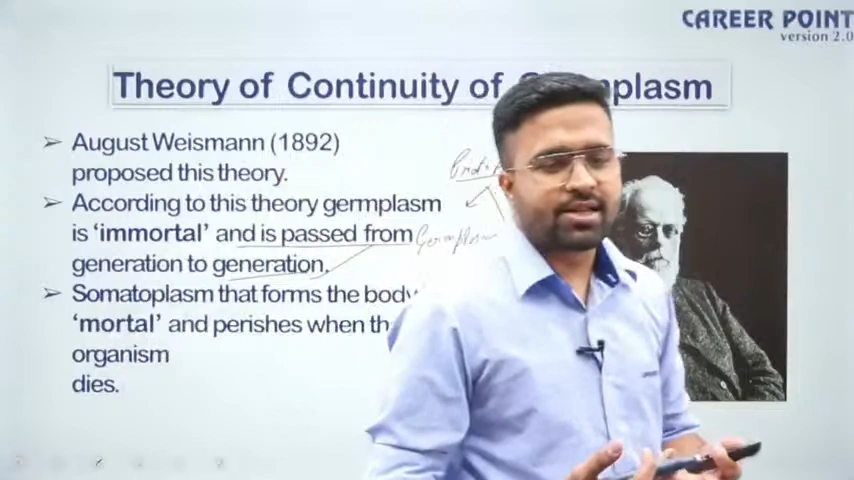 CAREER POINT
version 2.0
Theory of Continuity of mplasm
➢ August Weismann (1892)
proposed this theory.
➢ According to this theory germplasm
is ‘immortal’ and is passed from
generation to generation.
➢ Somatoplasm that forms the body
‘mortal’ and perishes when th
organism
dies.
Germplasm